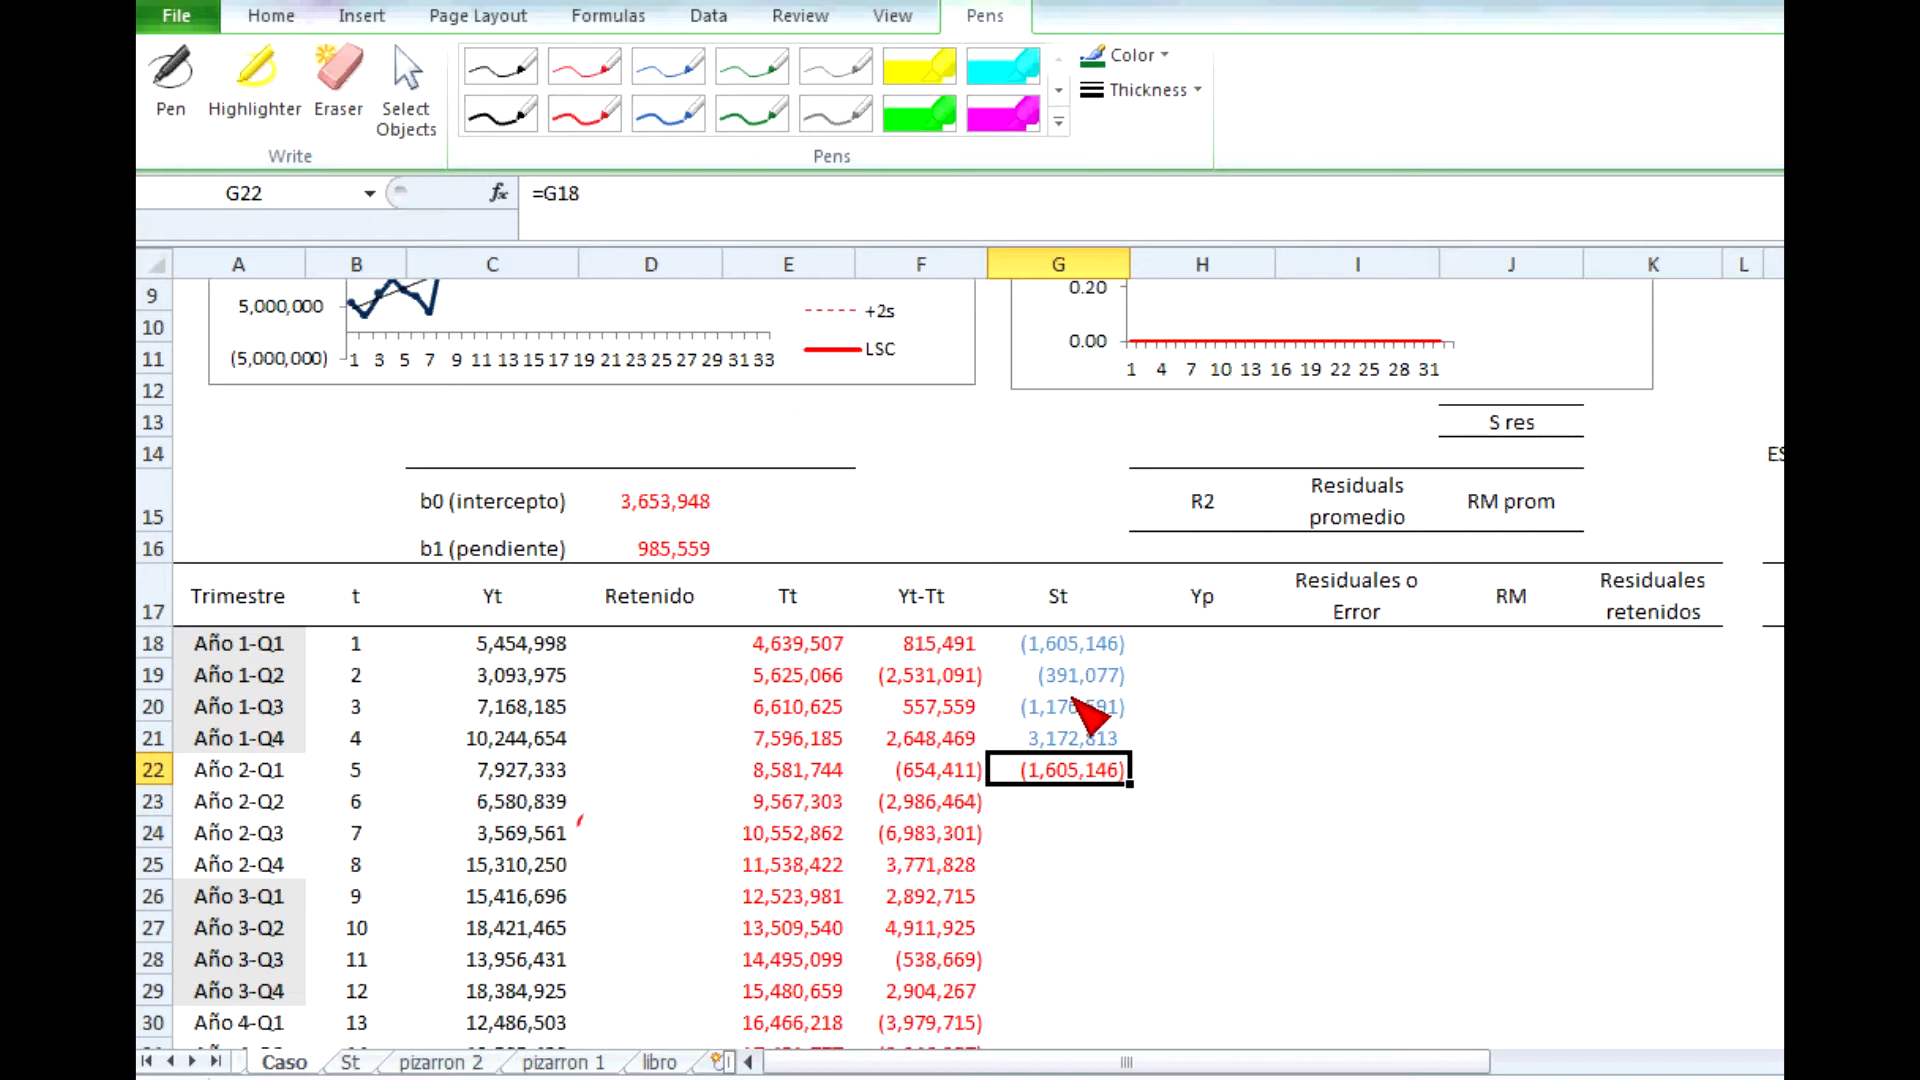 File Home Insert Page Layout Formulas Data Review View Pens
Pen Highlighter Eraser Select Objects Color Thickness
Write Pens
G22 fx =G18
A B C D E F G H I J K L
9 5,000,000 +2s 0.20
10 0.00
11 (5,000,000) 1 3 5 7 9 11 13 15 17 19 21 23 25 27 29 31 33 LSC 1 4 7 10 13 16 19 22 25 28 31
12
13 S res
14 ES
15 b0 (intercepto) 3,653,948 R2 Residuals promedio RM prom
16 b1 (pendiente) 985,559
17 Trimestre t Yt Retenido Tt Yt-Tt St Yp Residuales o Error RM Residuales retenidos
18 Año 1-Q1 1 5,454,998 4,639,507 815,491 (1,605,146)
19 Año 1-Q2 2 3,093,975 5,625,066 (2,531,091) (391,077)
20 Año 1-Q3 3 7,168,185 6,610,625 557,559
21 Año 1-Q4 4 10,244,654 7,596,185 2,648,469 3,172,813
22 Año 2-Q1 5 7,927,333 8,581,744 (654,411) (1,605,146)
23 Año 2-Q2 6 6,580,839 9,567,303 (2,986,464)
24 Año 2-Q3 7 3,569,561 10,552,862 (6,983,301)
25 Año 2-Q4 8 15,310,250 11,538,422 3,771,828
26 Año 3-Q1 9 15,416,696 12,523,981 2,892,715
27 Año 3-Q2 10 18,421,465 13,509,540 4,911,925
28 Año 3-Q3 11 13,956,431 14,495,099 (538,669)
29 Año 3-Q4 12 18,384,925 15,480,659 2,904,267
30 Año 4-Q1 13 12,486,503 16,466,218 (3,979,715)
Caso St pizarron 2 pizarron 1 libro